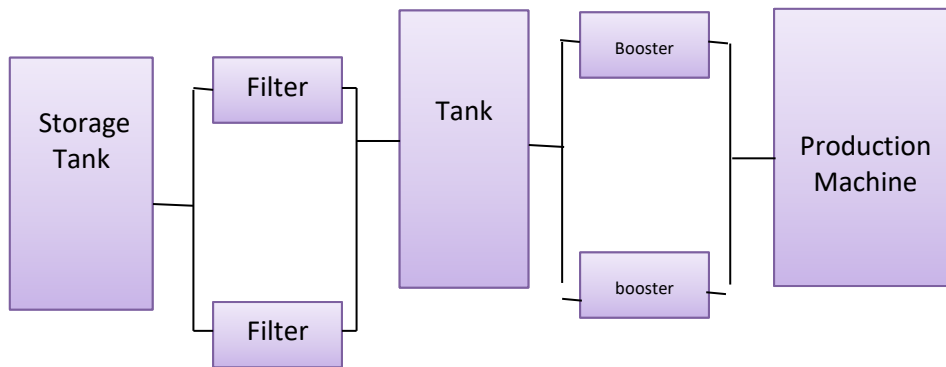 Storage
Tank
Filter
Filter
Tank
Booster
booster
Production
Machine